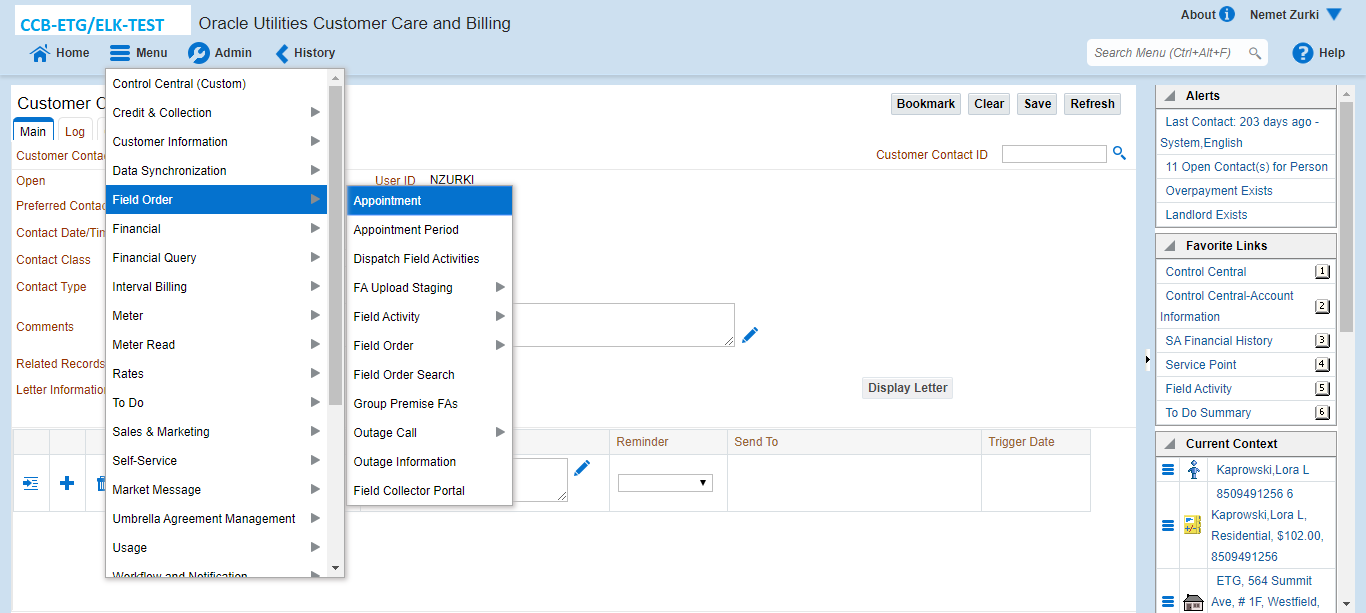 CCB-ETG/ELK-TEST
Oracle Utilities Customer Care and Billing
About
Nemet Zurki
Home
Menu
Admin
History
Search Menu (Ctrl+Alt+F)
Help
Customer C
Bookmark
Clear
Save
Refresh
Main
Log
Customer Conta
Customer Contact ID
Open
User ID
NZURKI
Preferred Contac
Contact Date/Tim
Contact Class
Contact Type
Comments
Related Records
Letter Information
Display Letter
Reminder
Send To
Trigger Date
Control Central (Custom)
Credit & Collection
Customer Information
Data Synchronization
Field Order
Financial
Financial Query
Interval Billing
Meter
Meter Read
Rates
To Do
Sales & Marketing
Self-Service
Market Message
Umbrella Agreement Management
Usage
Workflow and Notification
Appointment
Appointment Period
Dispatch Field Activities
FA Upload Staging
Field Activity
Field Order
Field Order Search
Group Premise FAs
Outage Call
Outage Information
Field Collector Portal
Alerts
Last Contact: 203 days ago -
System,English
11 Open Contact(s) for Person
Overpayment Exists
Landlord Exists
Favorite Links
Control Central
1
Control Central-Account
Information
2
SA Financial History
3
Service Point
4
Field Activity
5
To Do Summary
6
Current Context
Kaprowski,Lora L
8509491256 6
Kaprowski,Lora L,
Residential, $102.00,
8509491256
ETG, 564 Summit
Ave, # 1F, Westfield,